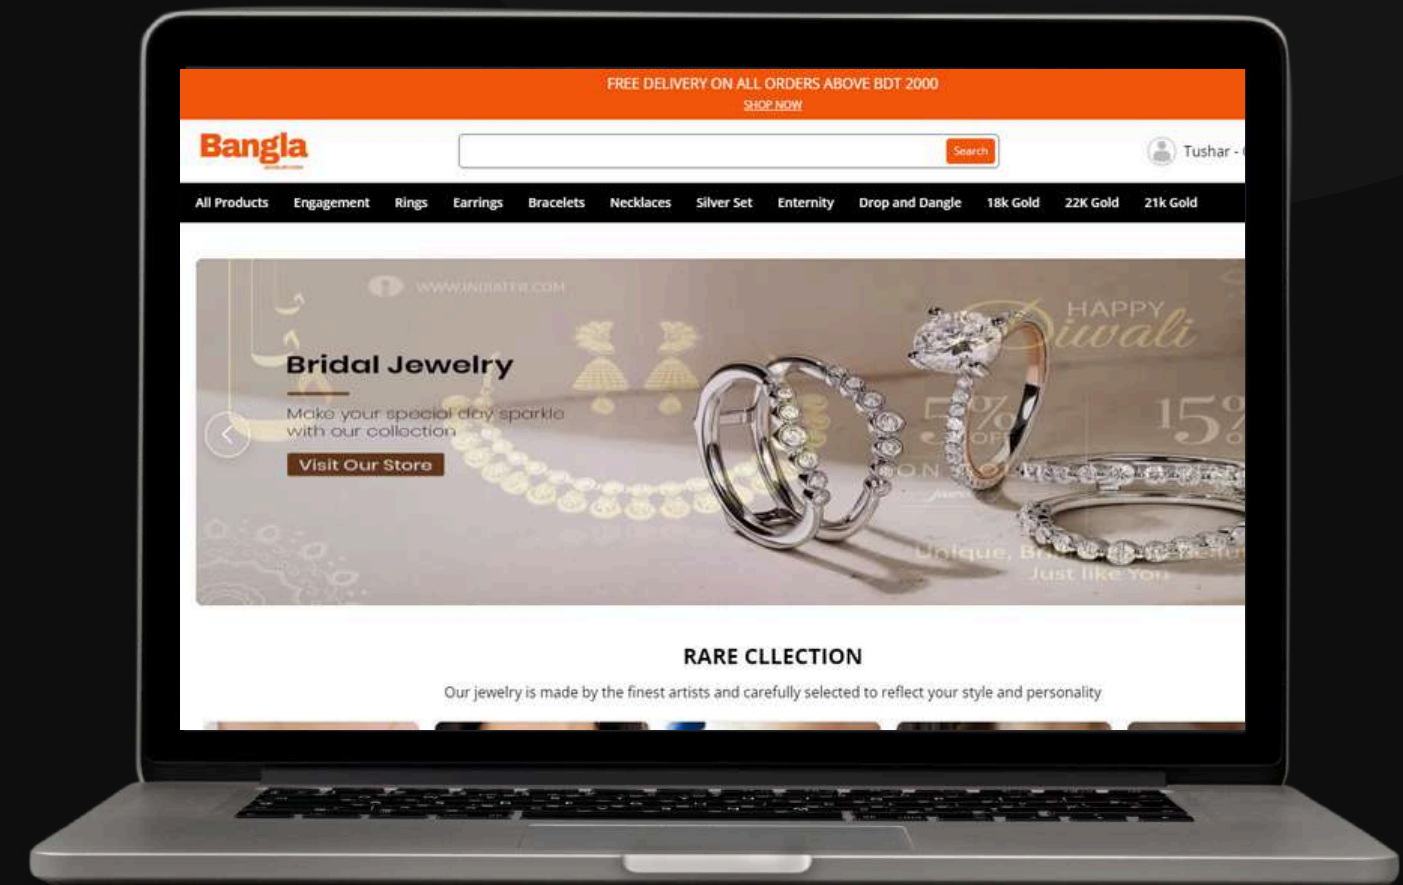 FREE DELIVERY ON ALL ORDERS ABOVE BDT 2000
SHOP NOW
Bangla
Search
Tushar -
All Products Engagement Rings Earrings Bracelets Necklaces Silver Set Enternity Drop and Dangle 18k Gold 22K Gold 21k Gold
HAPPY
Diwali
Bridal Jewelry
Make your special day sparkle
with our collection
Visit Our Store
5% OFF
15%
Unique,
Just like You
RARE CLLECTION
Our jewelry is made by the finest artists and carefully selected to reflect your style and personality